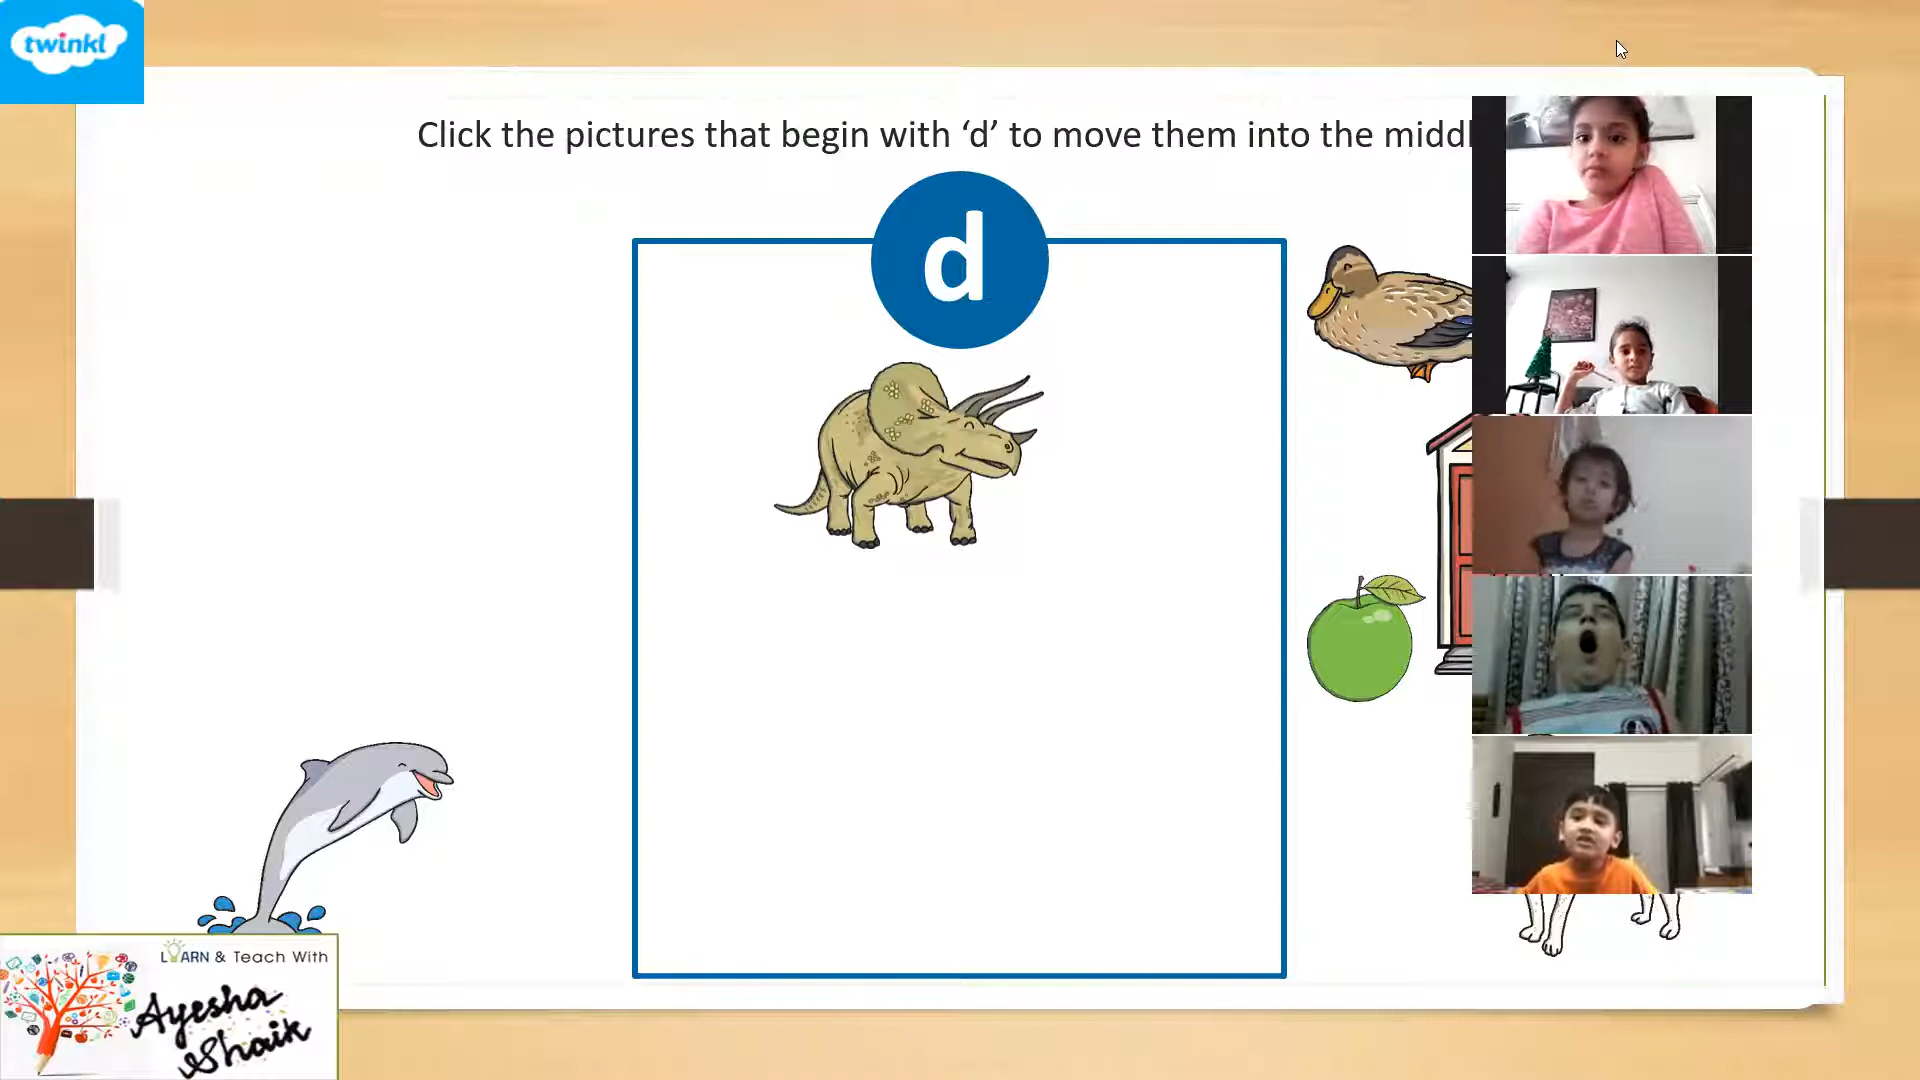 twinkl
Click the pictures that begin with ‘d’ to move them into the middl
d
LEARN & Teach With
Ayesha
Shaik